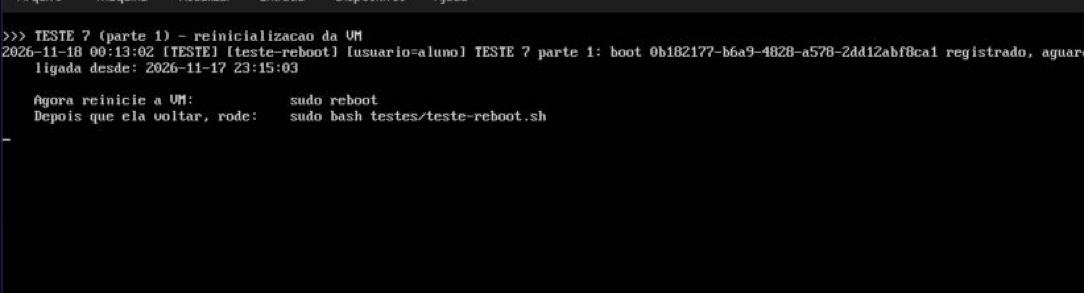 >>> TESTE 7 (parte 1) - reinicializacao da VM
2026-11-18 00:13:02 [TESTE] [teste-reboot] [usuario=aluno] TESTE 7 parte 1: boot 0b182177-b6a9-4828-a578-2dd12abf8ca1 registrado, aguar
ligada desde: 2026-11-17 23:15:03
Agora reinicie a VM: sudo reboot
Depois que ela voltar, rode: sudo bash testes/teste-reboot.sh